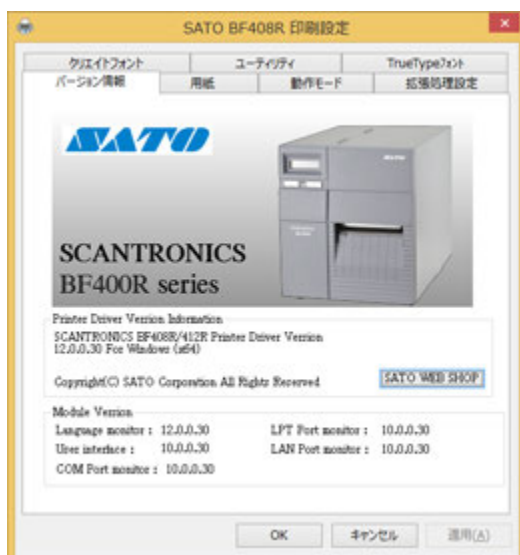 SATO BF408R 印刷設定
クリエイトフォント ユーティリティ TrueTypeフォント
バージョン情報 用紙 動作モード 拡張処理設定
SATO
SATO
SCANTRONICS
BF400R series
Printer Driver Version Information
SCANTRONICS BF408R/412R Printer Driver Version
12.0.0.30 For Windows (x64)
Copyright(C) SATO Corporation All Rights Reserved
SATO WEB SHOP
Module Version
Language monitor : 12.0.0.30 LPT Port monitor : 10.0.0.30
User interface : 10.0.0.30 LAN Port monitor : 10.0.0.30
COM Port monitor : 10.0.0.30
OK キャンセル 適用(A)